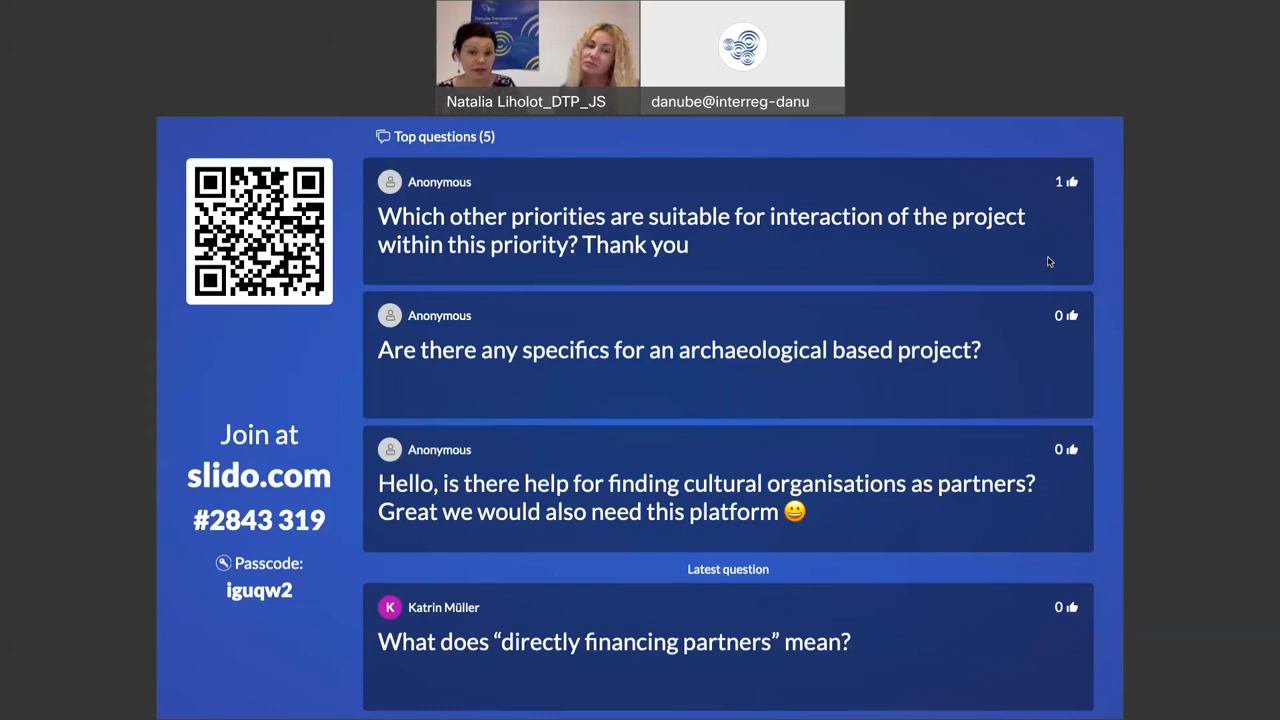 Natalia Liholot_DTP_JS
danube@interreg-danu
Top questions (5)
Anonymous
1
Which other priorities are suitable for interaction of the project
within this priority? Thank you
Anonymous
0
Are there any specifics for an archaeological based project?
Anonymous
0
Hello, is there help for finding cultural organisations as partners?
Great we would also need this platform 😀
Join at
slido.com
#2843 319
Passcode:
iguqw2
Latest question
K
Katrin Müller
0
What does “directly financing partners” mean?